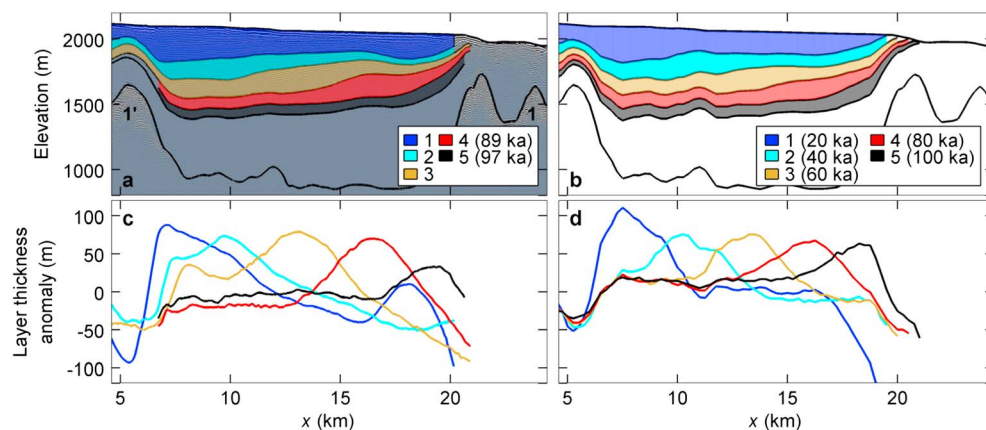 2000
1500
1000
Elevation (m)
1'
1
a
1 4 (89 ka)
2 5 (97 ka)
3
b
1 (20 ka) 4 (80 ka)
2 (40 ka) 5 (100 ka)
3 (60 ka)
100
50
0
-50
-100
Layer thickness
anomaly (m)
c
d
5 10 15 20
5 10 15 20
x (km)
x (km)